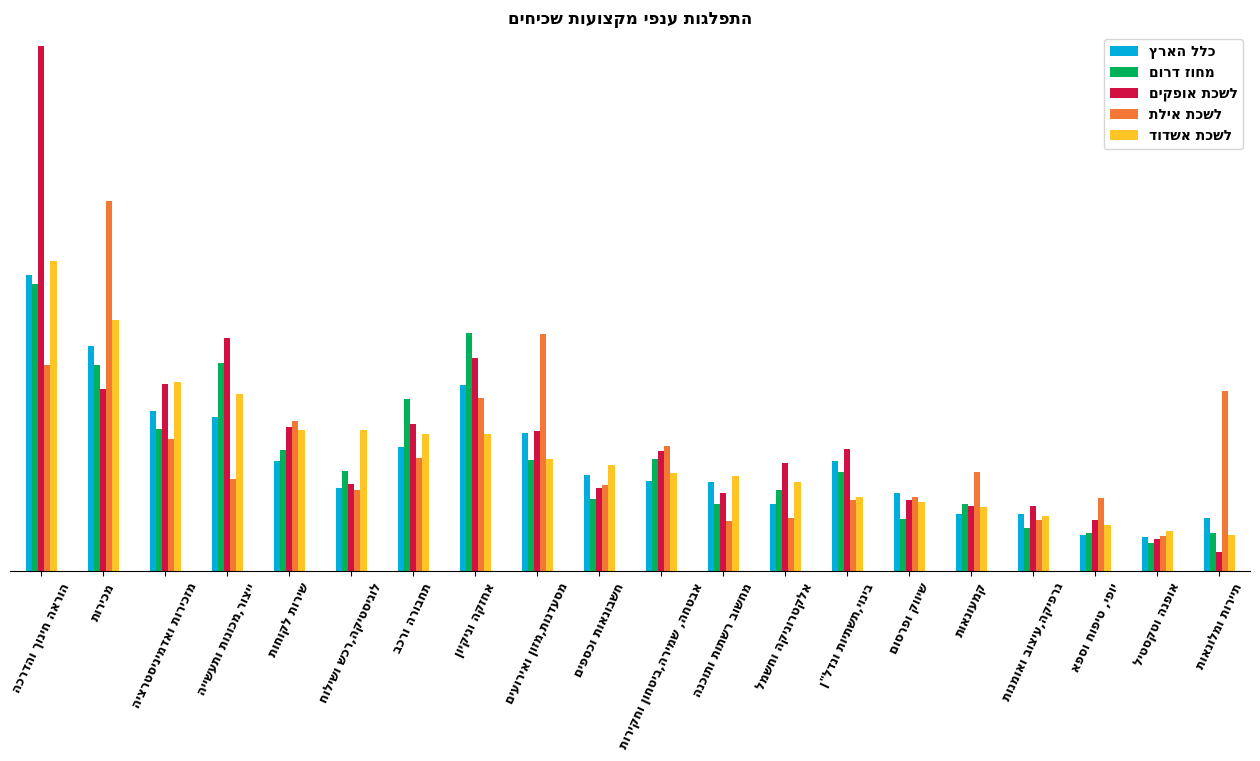 התפלגות ענפי מקצועות שכיחים
כלל הארץ
מחוז דרום
לשכת אופקים
לשכת אילת
לשכת אשדוד
הוראה חינוך והדרכה
מכירות
מזכירות ואדמיניסטרציה
ייצור,מכונות ותעשייה
שירות לקוחות
לוגיסטיקה,רכש ושילוח
תחבורה ורכב
אחזקה וניקיון
מסעדנות,מזון ואירועים
חשבונאות וכספים
אבטחה, שמירה,ביטחון וחקירות
מחשוב רשתות ותוכנה
אלקטרוניקה וחשמל
בינוי,תשתיות ונדל"ן
שיווק ופרסום
קמעונאות
גרפיקה,עיצוב ואומנות
יופי, טיפוח וספא
אופנה וטקסטיל
תיירות ומלונאות